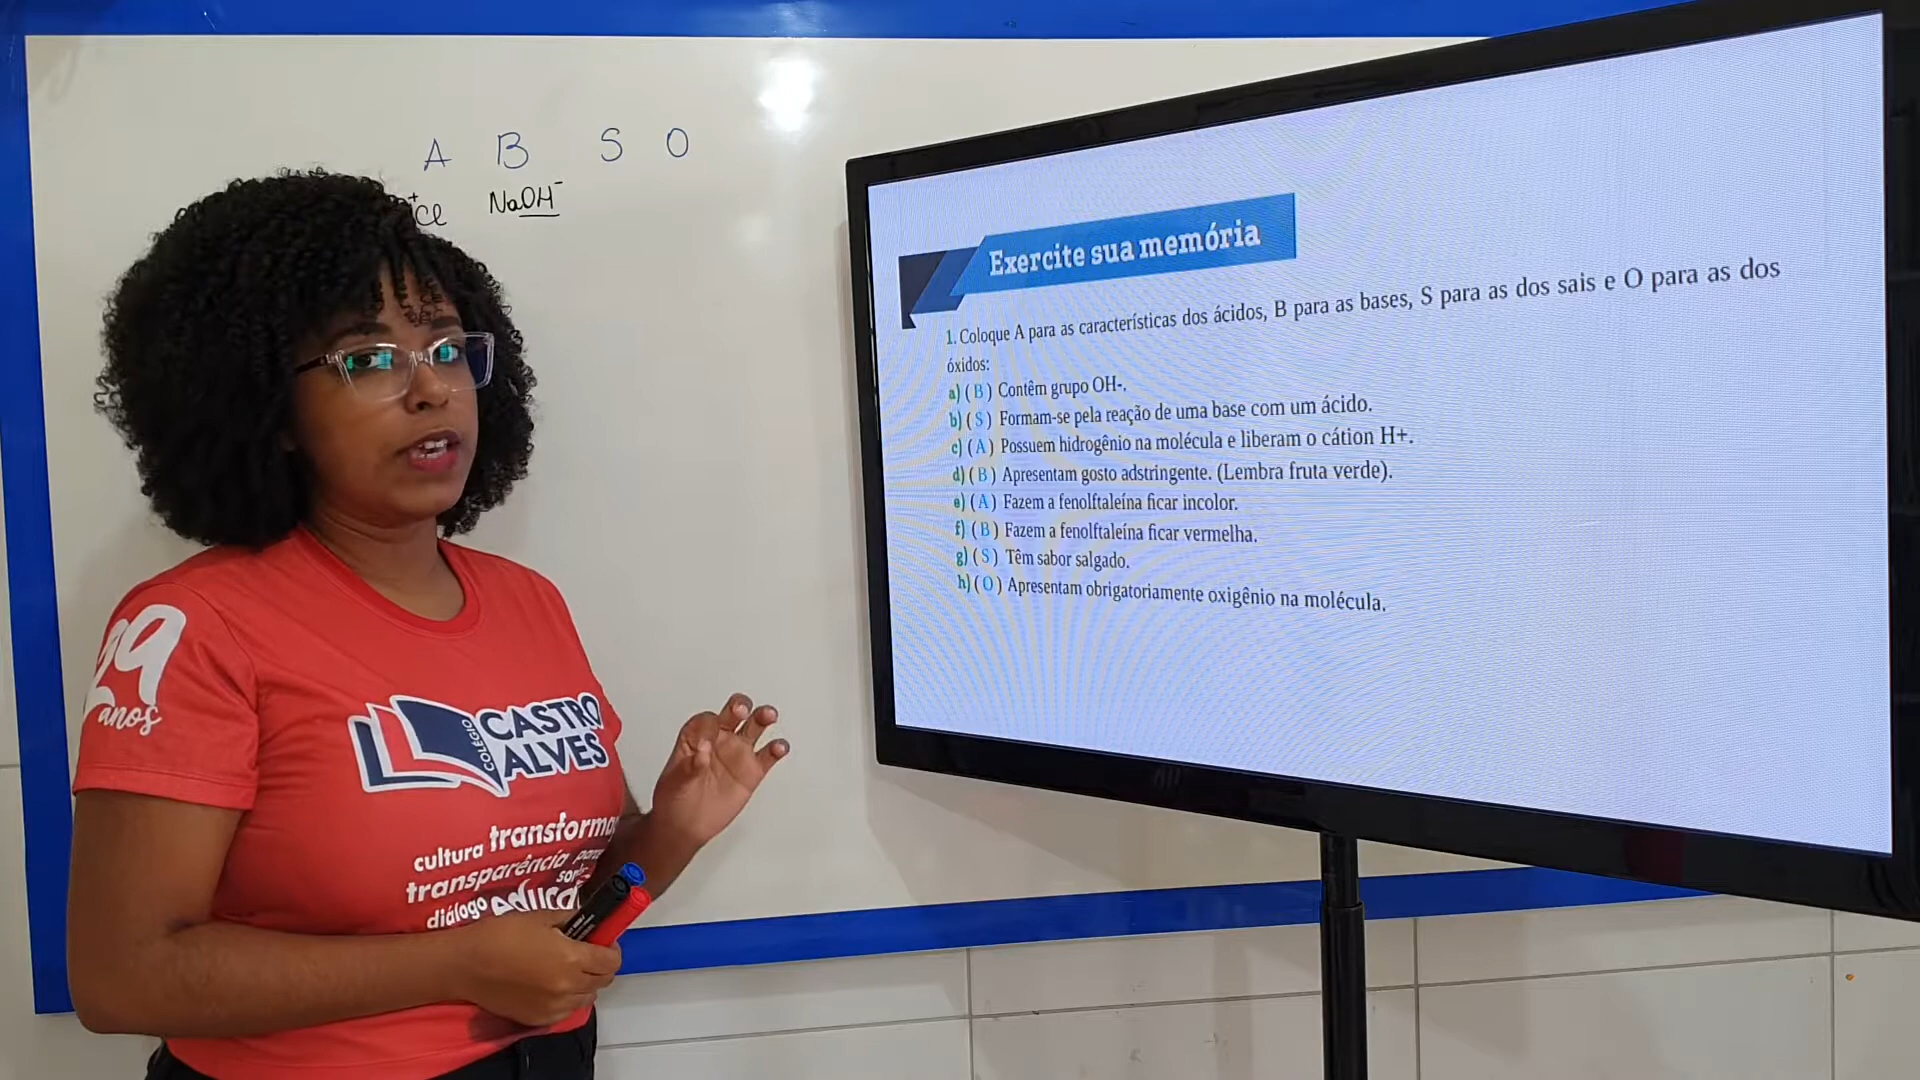 A B S O
+
Cl NaOH-
Exercite sua memória
1. Coloque A para as características dos ácidos, B para as bases, S para as dos sais e O para as dos
óxidos:
a) ( B ) Contêm grupo OH-.
b) ( S ) Formam-se pela reação de uma base com um ácido.
c) ( A ) Possuem hidrogênio na molécula e liberam o cátion H+.
d) ( B ) Apresentam gosto adstringente. (Lembra fruta verde).
e) ( A ) Fazem a fenolftaleína ficar incolor.
f) ( B ) Fazem a fenolftaleína ficar vermelha.
g) ( S ) Têm sabor salgado.
h) ( O ) Apresentam obrigatoriamente oxigênio na molécula.
29
anos
COLÉGIO
CASTRO
ALVES
cultura transforma
transparência
diálogo